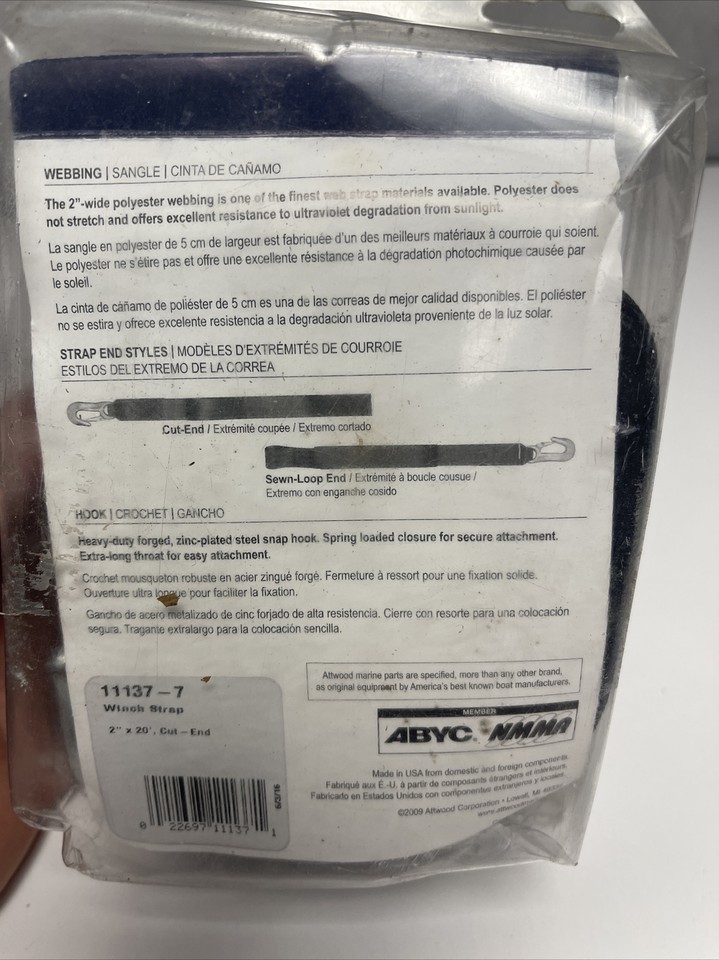 WEBBING | SANGLE | CINTA DE CAÑAMO
The 2"-wide polyester webbing is one of the finest web strap materials available. Polyester does
not stretch and offers excellent resistance to ultraviolet degradation from sunlight.
La sangle en polyester de 5 cm de largeur est fabriquée d'un des meilleurs matériaux à courroie qui soient.
Le polyester ne s'étire pas et offre une excellente résistance à la dégradation photochimique causée par
le soleil.
La cinta de cáñamo de poliéster de 5 cm es una de las correas de mejor calidad disponibles. El poliéster
no se estira y ofrece excelente resistencia a la degradación ultravioleta proveniente de la luz solar.
STRAP END STYLES | MODÈLES D'EXTRÉMITÉS DE COURROIE
ESTILOS DEL EXTREMO DE LA CORREA
Cut-End / Extrémité coupée / Extremo cortado
Sewn-Loop End / Extrémité à boucle cousue /
Extremo con enganche cosido
HOOK | CROCHET | GANCHO
Heavy-duty forged, zinc-plated steel snap hook. Spring loaded closure for secure attachment.
Extra-long throat for easy attachment.
Crochet mousqueton robuste en acier zingué forgé. Fermeture à ressort pour une fixation solide.
Ouverture ultra longue pour faciliter la fixation.
Gancho de acero metalizado de cinc forjado de alta resistencia. Cierre con resorte para una colocación
segura. Tragante extralargo para la colocación sencilla.
11137-7
Winch Strap
2" x 20', Cut-End
9/2/16
0 22697 11137 1
Attwood marine parts are specified, more than any other brand,
as original equipment by America's best known boat manufacturers.
MEMBER
ABYC NMMA
Made in USA from domestic and foreign components
Fabriqué aux É.-U. à partir de composants étrangers et intérieurs.
Fabricado en Estados Unidos con componentes extranjeros y locales.
©2009 Attwood Corporation • Lowell, MI